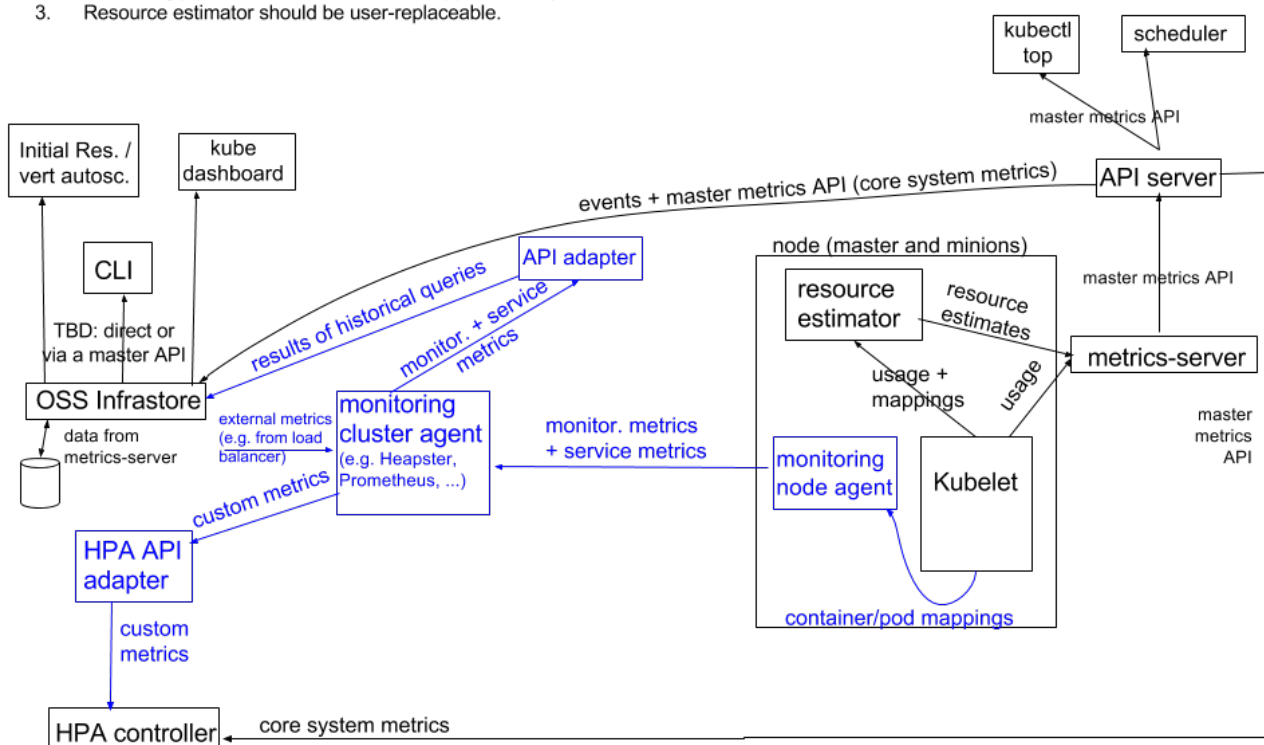 3. Resource estimator should be user-replaceable.
kubectl
top
scheduler
master metrics API
Initial Res. /
vert autosc.
kube
dashboard
API server
events + master metrics API (core system metrics)
node (master and minions)
API adapter
CLI
master metrics API
resource
estimator
resource
estimates
results of historical queries
monitor. + service
metrics
TBD: direct or
via a master API
metrics-server
usage +
mappings
usage
OSS Infrastore
external metrics
(e.g. from load
balancer)
monitoring
cluster agent
(e.g. Heapster,
Prometheus, ...)
monitor. metrics
+ service metrics
master
metrics
API
data from
metrics-server
monitoring
node agent
Kubelet
custom metrics
HPA API
adapter
container/pod mappings
custom
metrics
HPA controller
core system metrics